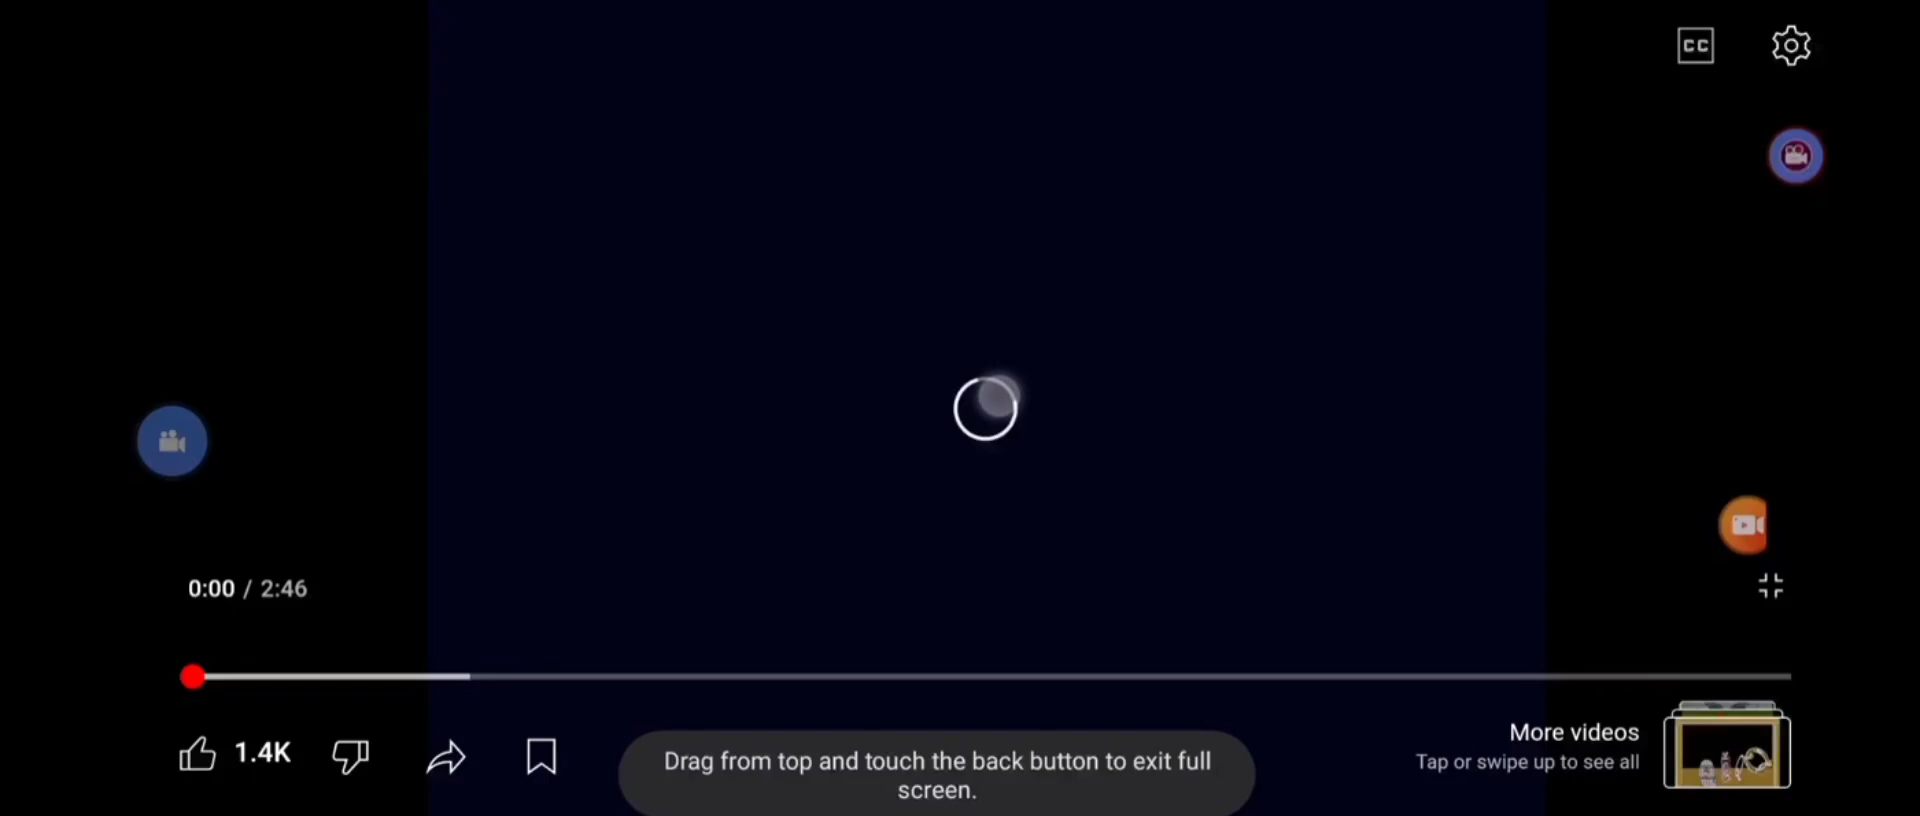 CC
0:00 / 2:46
1.4K
Drag from top and touch the back button to exit full
screen.
More videos
Tap or swipe up to see all